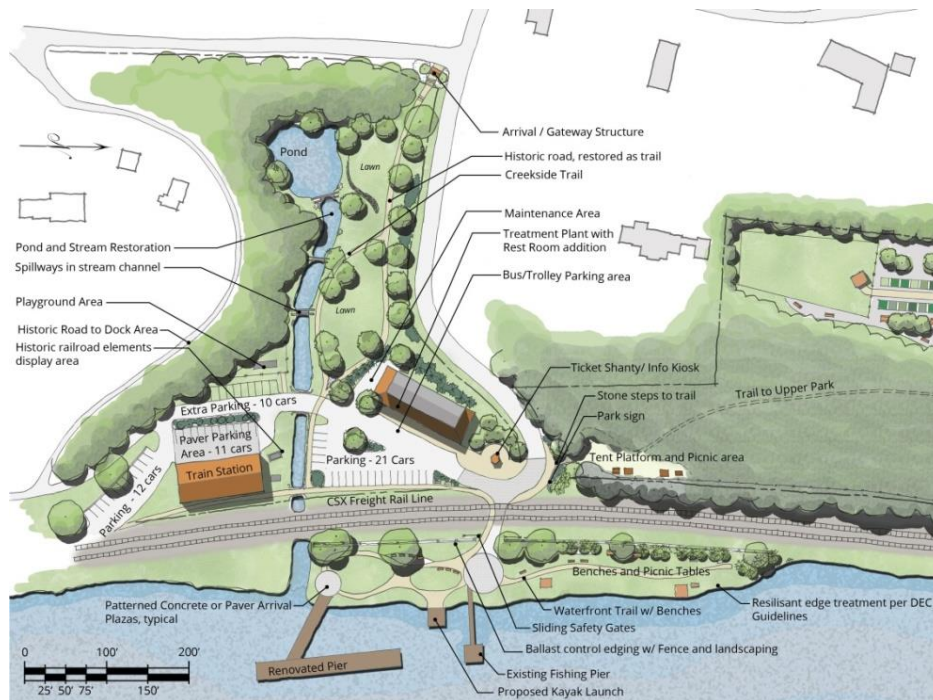 Arrival / Gateway Structure
Pond
Lawn
Historic road, restored as trail
Creekside Trail
Maintenance Area
Treatment Plant with
Rest Room addition
Bus/Trolley Parking area
Pond and Stream Restoration
Spillways in stream channel
Playground Area
Historic Road to Dock Area
Historic railroad elements
display area
Lawn
Ticket Shanty/ Info Kiosk
Stone steps to trail
Park sign
Trail to Upper Park
Tent Platform and Picnic area
Extra Parking - 10 cars
Paver Parking
Area - 11 cars
Train Station
Parking - 12 cars
Parking - 21 Cars
CSX Freight Rail Line
Benches and Picnic Tables
Patterned Concrete or Paver Arrival
Plazas, typical
Waterfront Trail w/ Benches
Sliding Safety Gates
Resilisant edge treatment per DEC
Guidelines
Ballast control edging w/ Fence and landscaping
Existing Fishing Pier
Proposed Kayak Launch
Renovated Pier
0 100' 200'
25' 50' 75' 150'